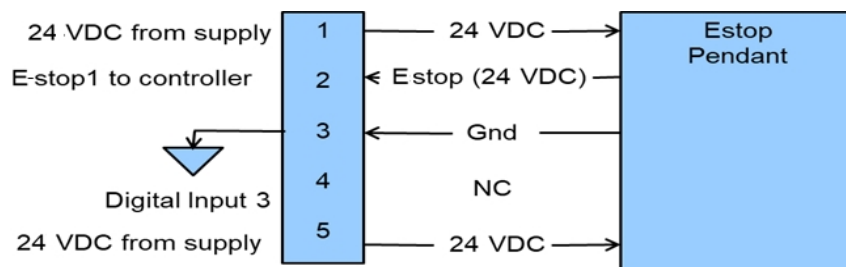 24 VDC from supply
1
24 VDC
Estop
Pendant
E-stop1 to controller
2
Estop (24 VDC)
3
Gnd
Digital Input 3
4
NC
24 VDC from supply
5
24 VDC